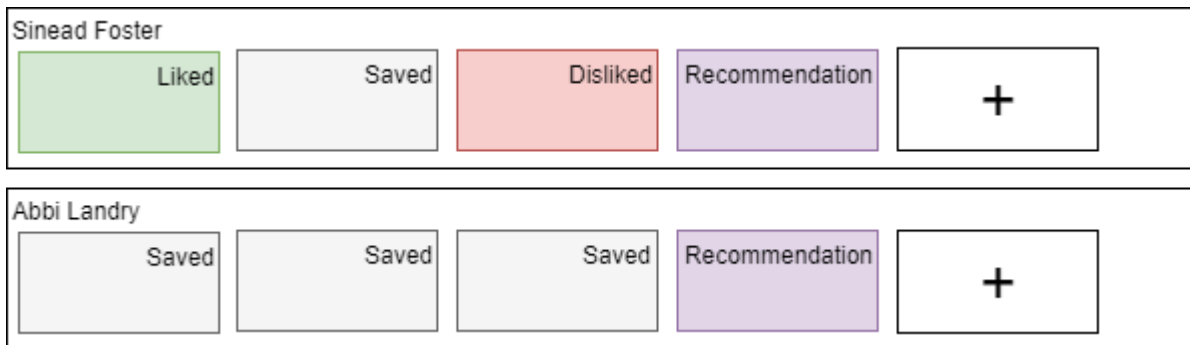 Sinead Foster
Liked Saved Disliked Recommendation +
Abbi Landry
Saved Saved Saved Recommendation +